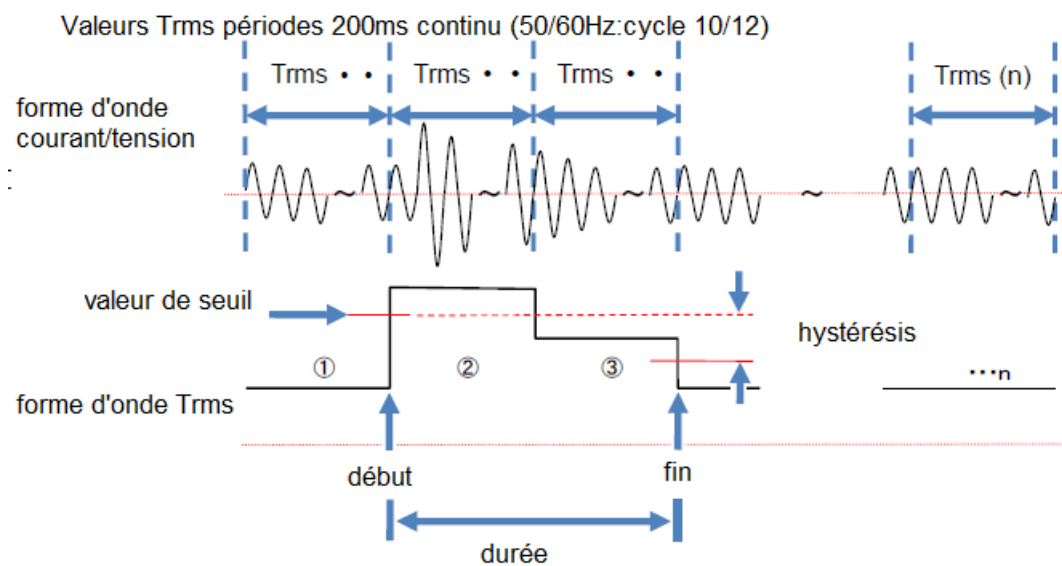 Valeurs Trms périodes 200ms continu (50/60Hz:cycle 10/12)
Trms・・ Trms・・ Trms・・ Trms (n)
forme d'onde
courant/tension
:
~ ~ ~ ~ ~
valeur de seuil
hystérésis
① ② ③ ···n
forme d'onde Trms
début fin
durée